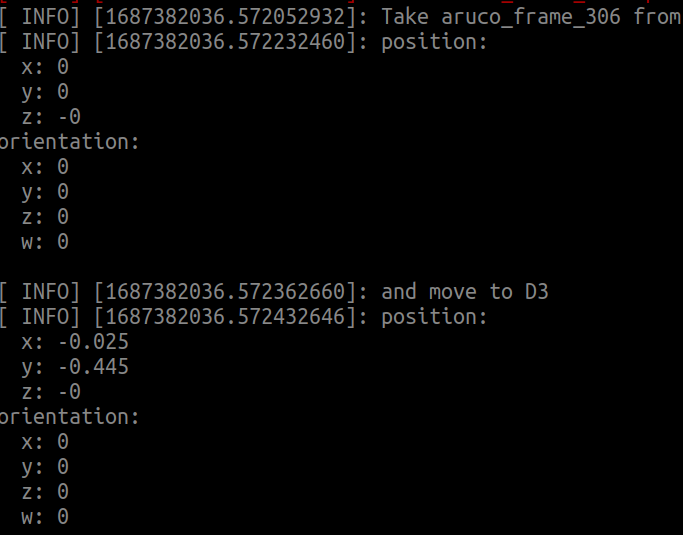 [ INFO] [1687382036.572052932]: Take aruco_frame_306 from
[ INFO] [1687382036.572232460]: position:
  x: 0
  y: 0
  z: -0
orientation:
  x: 0
  y: 0
  z: 0
  w: 0

[ INFO] [1687382036.572362660]: and move to D3
[ INFO] [1687382036.572432646]: position:
  x: -0.025
  y: -0.445
  z: -0
orientation:
  x: 0
  y: 0
  z: 0
  w: 0